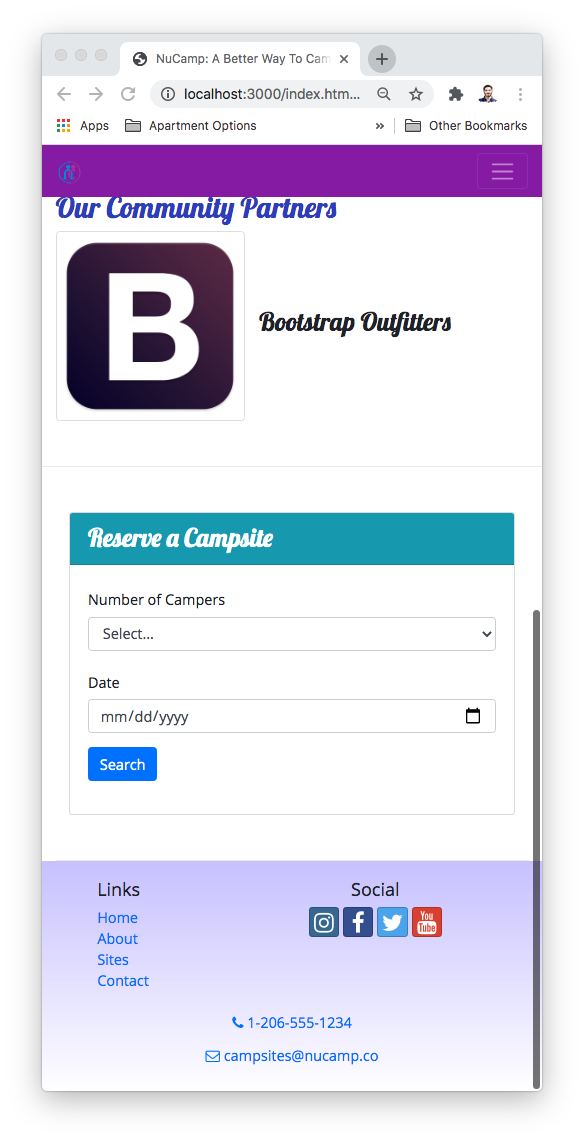 NuCamp: A Better Way To Cam
localhost:3000/index.htm...
Apps Apartment Options » Other Bookmarks
Our Community Partners
B
Bootstrap Outfitters
Reserve a Campsite
Number of Campers
Select...
Date
mm/dd/yyyy
Search
Links Social
You Tube
Home
About
Sites
Contact
1-206-555-1234
campsites@nucamp.co